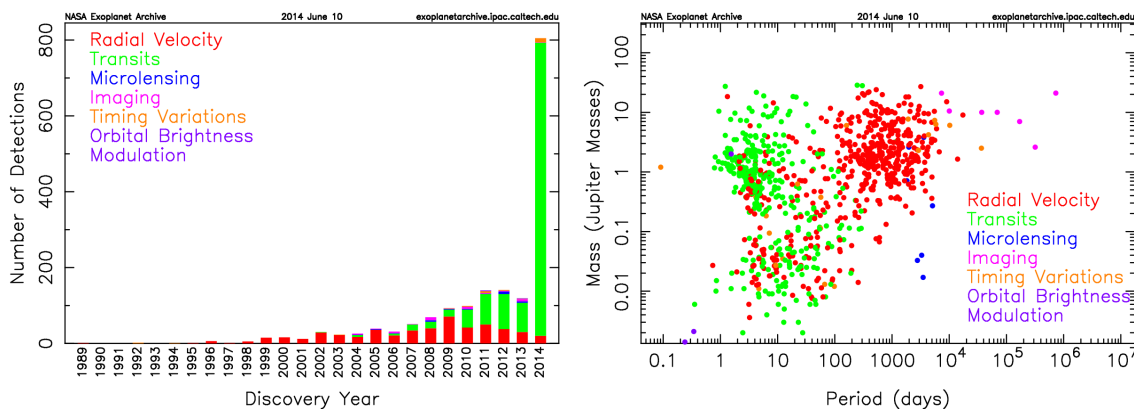 NASA Exoplanet Archive 2014 June 10 exoplanetarchive.ipac.caltech.edu
Radial Velocity
Transits
Microlensing
Imaging
Timing Variations
Orbital Brightness
Modulation
Number of Detections
800
600
400
200
0
1989 1990 1991 1992 1993 1994 1995 1996 1997 1998 1999 2000 2001 2002 2003 2004 2005 2006 2007 2008 2009 2010 2011 2012 2013 2014
Discovery Year
NASA Exoplanet Archive 2014 June 10 exoplanetarchive.ipac.caltech.edu
Mass (Jupiter Masses)
100
10
1
0.1
0.01
Radial Velocity
Transits
Microlensing
Imaging
Timing Variations
Orbital Brightness
Modulation
0.1 1 10 100 1000 10⁴ 10⁵ 10⁶ 10⁷
Period (days)